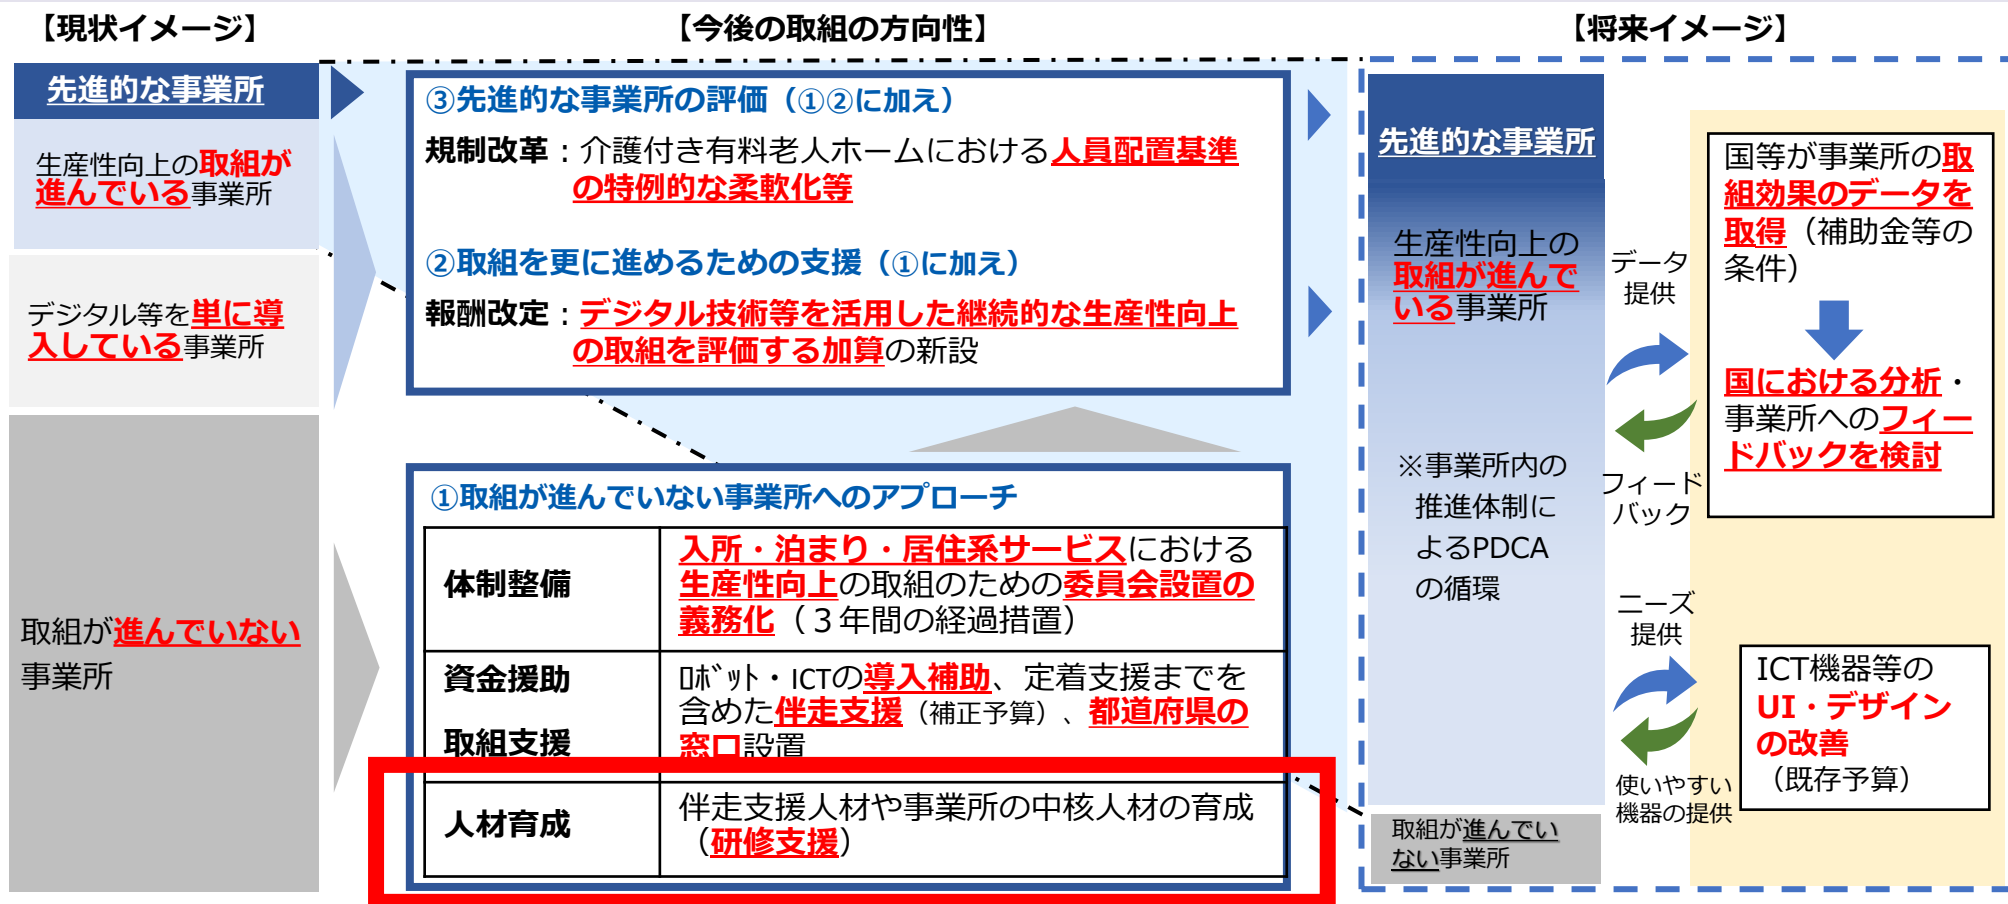 【現状イメージ】
【今後の取組の方向性】
【将来イメージ】
先進的な事業所
生産性向上の取組が
進んでいる事業所
デジタル等を単に導
入している事業所
取組が進んでいない
事業所
③先進的な事業所の評価（①②に加え）
規制改革：介護付き有料老人ホームにおける人員配置基準
の特例的な柔軟化等
②取組を更に進めるための支援（①に加え）
報酬改定：デジタル技術等を活用した継続的な生産性向上
の取組を評価する加算の新設
①取組が進んでいない事業所へのアプローチ
体制整備
入所・泊まり・居住系サービスにおける
生産性向上の取組のための委員会設置の
義務化（３年間の経過措置）
資金援助
取組支援
ﾛﾎﾞｯﾄ・ICTの導入補助、定着支援までを
含めた伴走支援（補正予算）、都道府県の
窓口設置
人材育成
伴走支援人材や事業所の中核人材の育成
（研修支援）
先進的な事業所
生産性向上の
取組が進んで
いる事業所
※事業所内の
推進体制に
よるPDCA
の循環
取組が進んでい
ない事業所
データ
提供
フィード
バック
ニーズ
提供
使いやすい
機器の提供
国等が事業所の取
組効果のデータを
取得（補助金等の
条件）
国における分析・
事業所へのフィー
ドバックを検討
ICT機器等の
UI・デザイン
の改善
（既存予算）